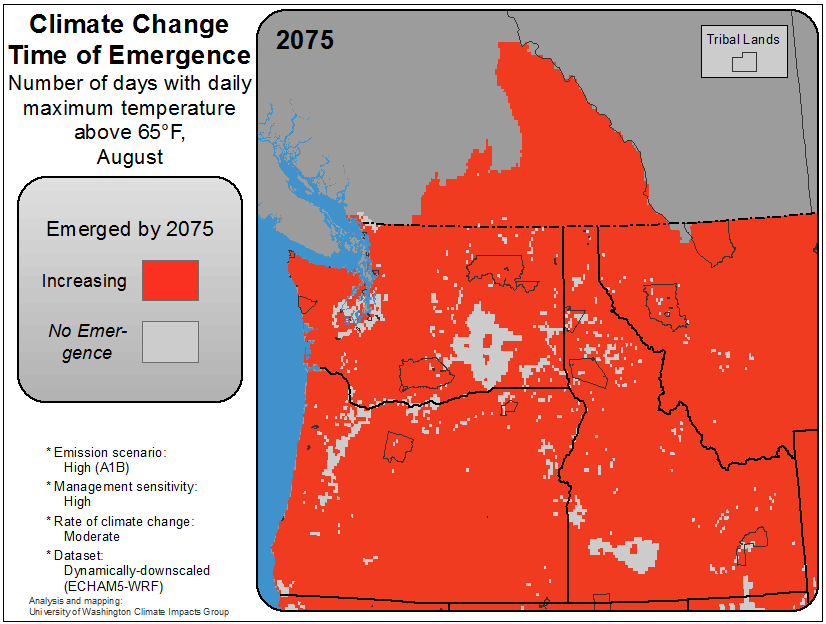 Climate Change
Time of Emergence
Number of days with daily
maximum temperature
above 65°F,
August
2075
Tribal Lands
Emerged by 2075
Increasing
No Emer-
gence
* Emission scenario:
High (A1B)
* Management sensitivity:
High
* Rate of climate change:
Moderate
* Dataset:
Dynamically-downscaled
(ECHAM5-WRF)
Analysis and mapping:
University of Washington Climate Impacts Group